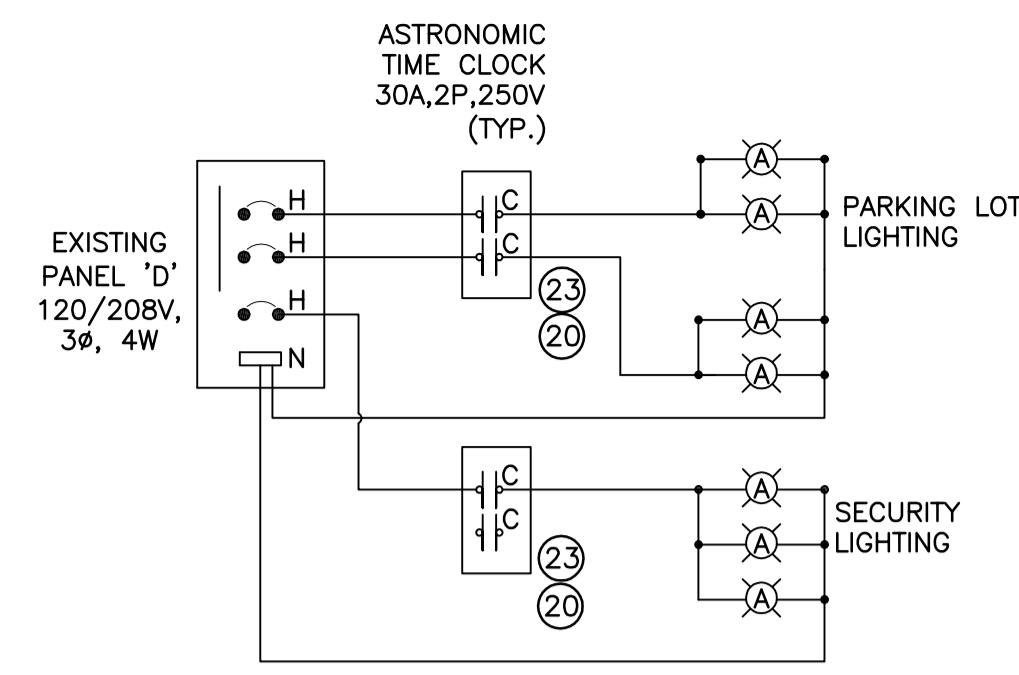 ASTRONOMIC
TIME CLOCK
30A,2P,250V
(TYP.)
EXISTING
PANEL 'D'
120/208V,
3ø, 4W
H
H
H
N
C
C
23
20
A
A
A
A
PARKING LOT
LIGHTING
C
C
23
20
A
A
A
SECURITY
LIGHTING